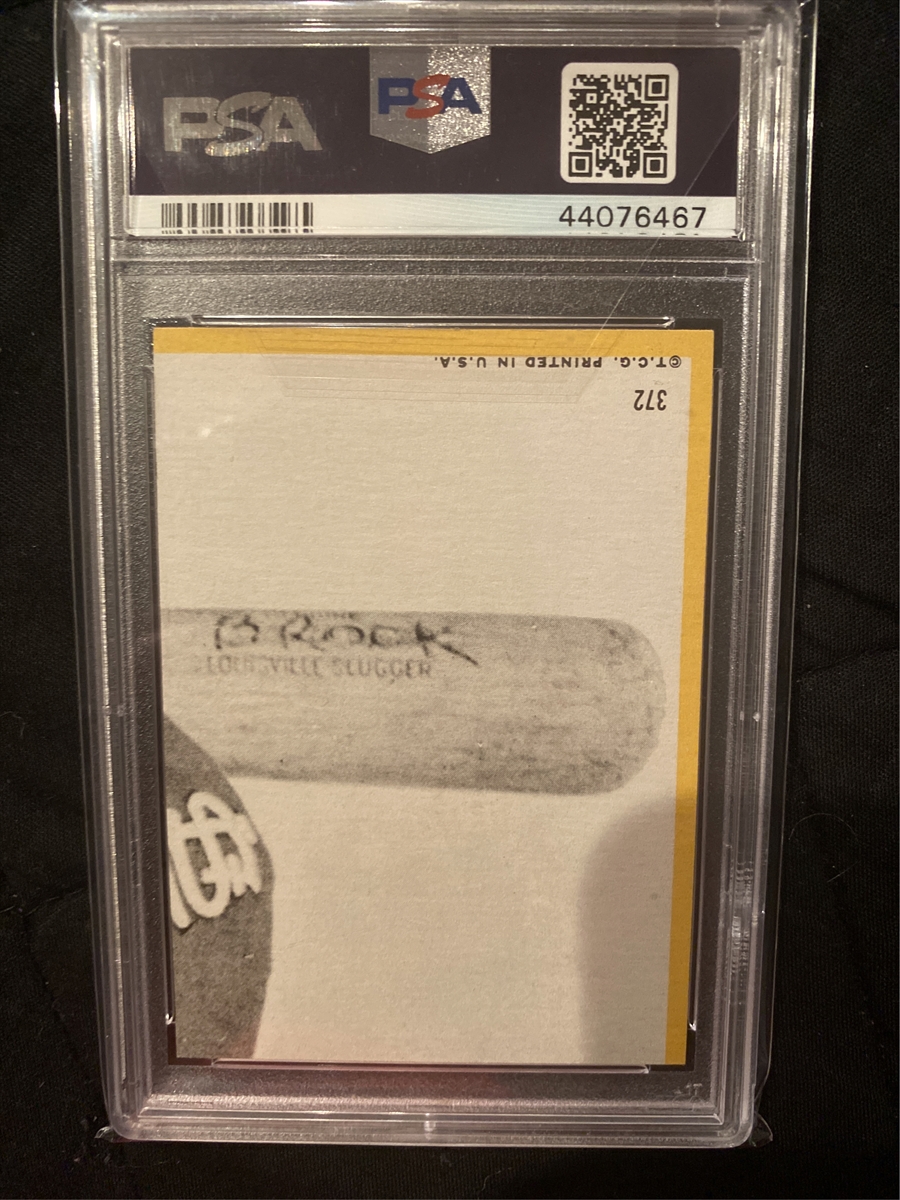 PSA
PSA
44076467
©T.C.G. PRINTED IN U.S.A.
372
BROCK
LOUISVILLE SLUGGER